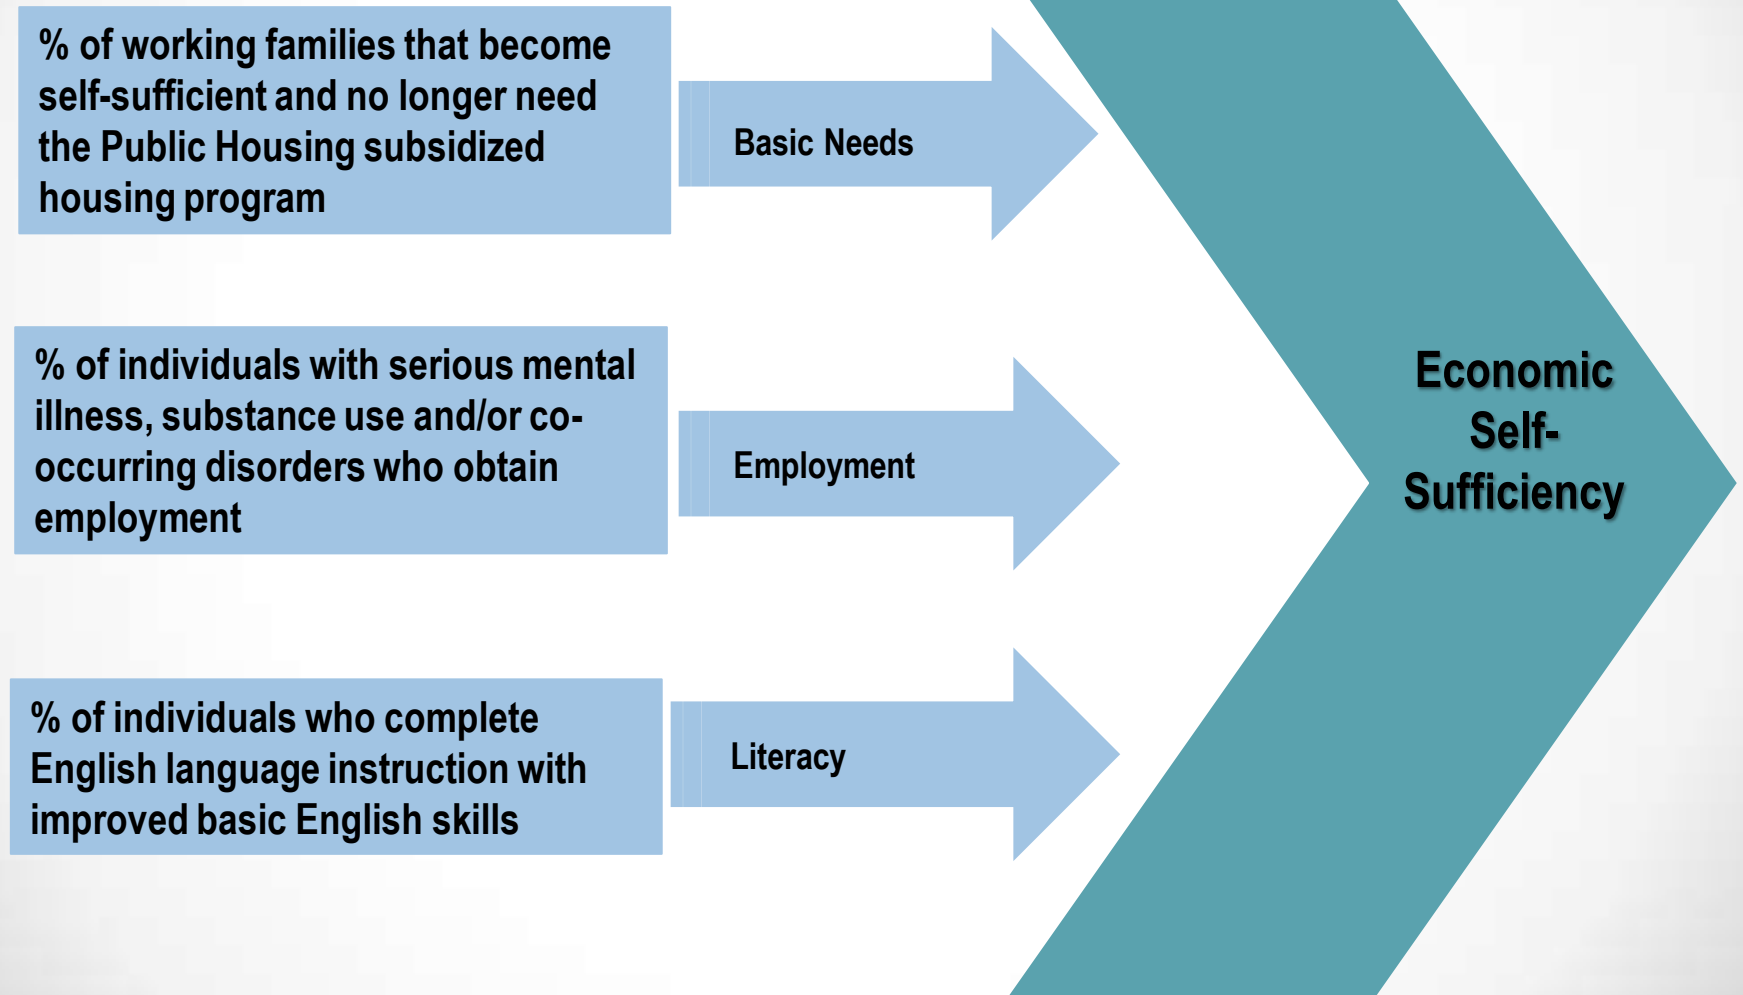 % of working families that become
self-sufficient and no longer need
the Public Housing subsidized
housing program
Basic Needs
% of individuals with serious mental
illness, substance use and/or co-
occurring disorders who obtain
employment
Employment
% of individuals who complete
English language instruction with
improved basic English skills
Literacy
Economic
Self-
Sufficiency